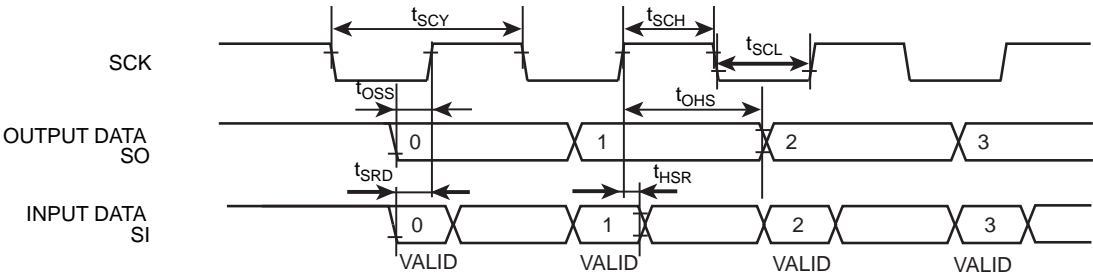 tSCY
tSCH
tSCL
SCK
tOSS
tOHS
OUTPUT DATA
SO
0 1 2 3
tSRD
tHSR
INPUT DATA
SI
0 1 2 3
VALID VALID VALID VALID